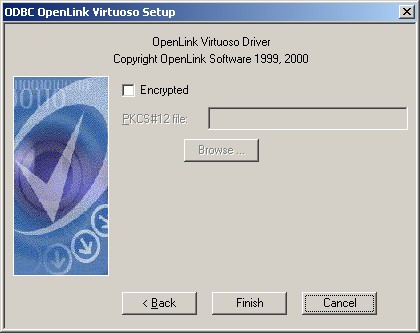 ODBC OpenLink Virtuoso Setup
OpenLink Virtuoso Driver
Copyright OpenLink Software 1999, 2000
Encrypted
PKCS#12 file:
Browse ...
< Back
Finish
Cancel